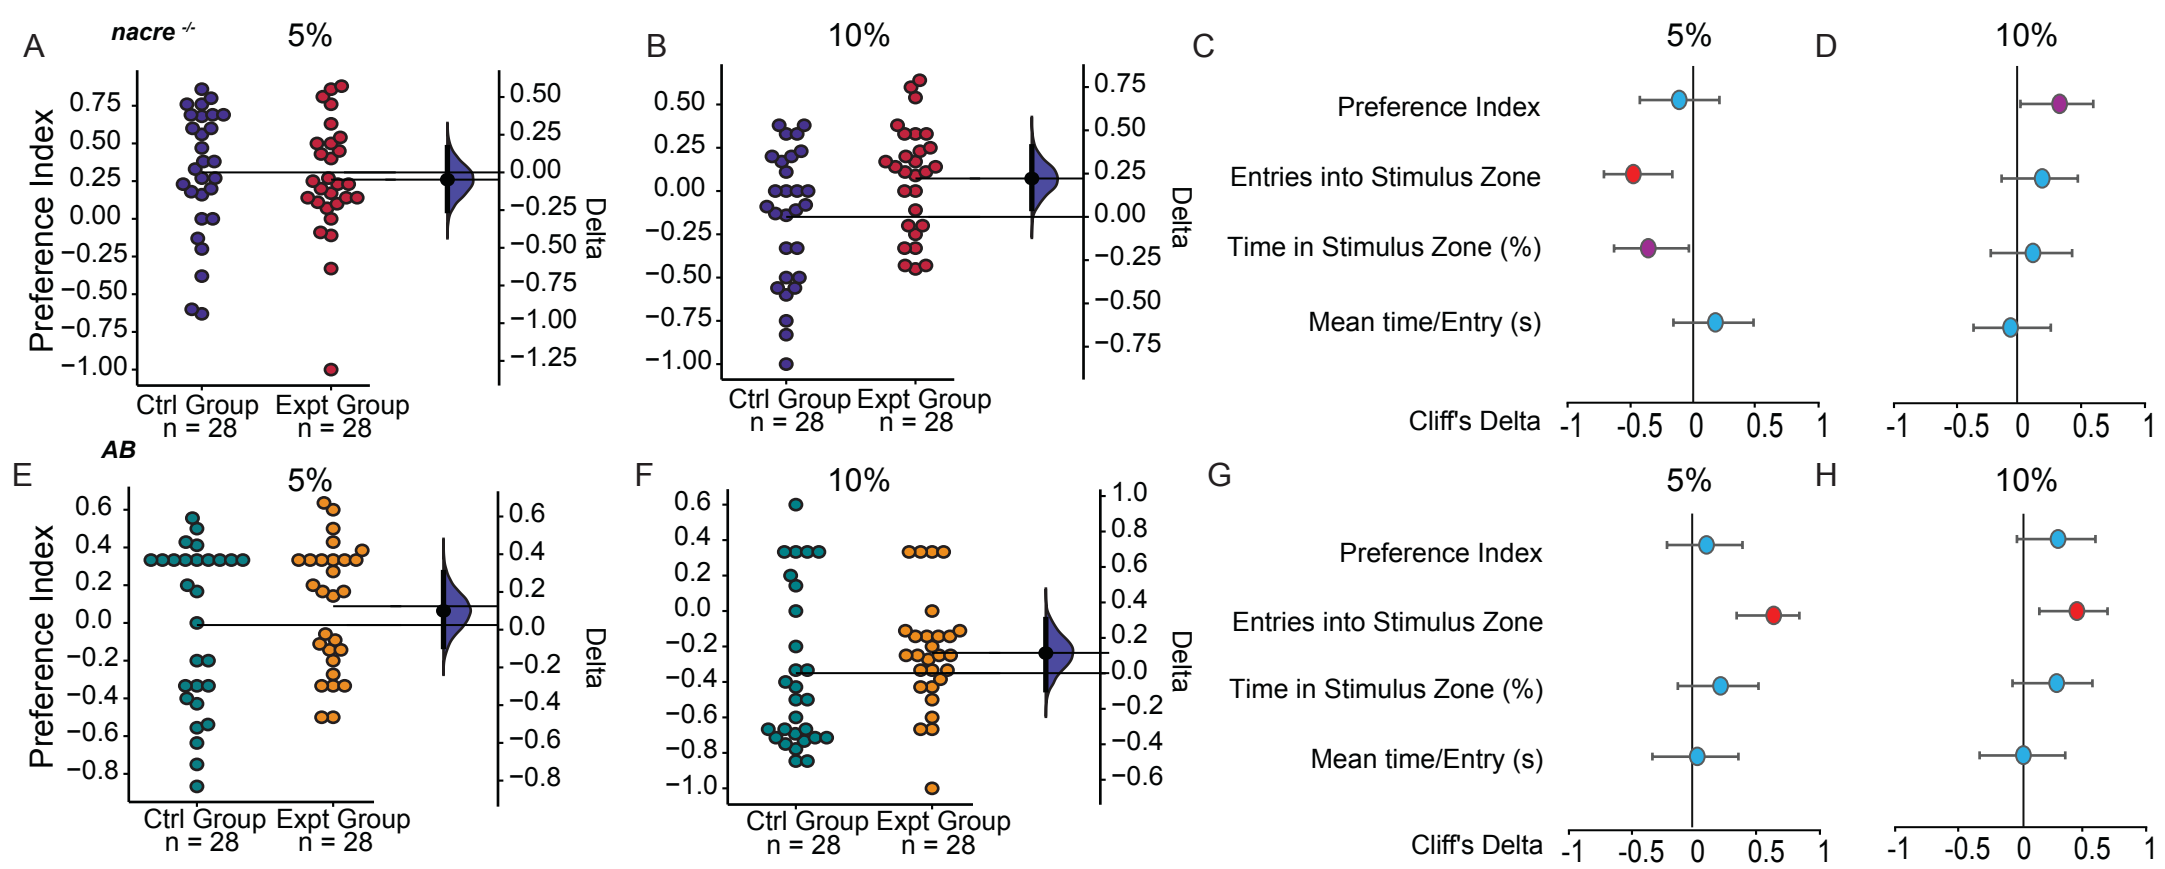 A
nacre -/-
5%
Preference Index
0.75
0.50
0.25
0.00
−0.25
−0.50
−0.75
−1.00
Ctrl Group
n = 28
Expt Group
n = 28
0.50
0.25
0.00
−0.25
−0.50
−0.75
−1.00
−1.25
Delta
B
10%
0.50
0.25
0.00
−0.25
−0.50
−0.75
−1.00
Ctrl Group
n = 28
Expt Group
n = 28
0.75
0.50
0.25
0.00
−0.25
−0.50
−0.75
Delta
C
5%
Preference Index
Entries into Stimulus Zone
Time in Stimulus Zone (%)
Mean time/Entry (s)
Cliff's Delta
-1 -0.5 0 0.5 1
D
10%
-1 -0.5 0 0.5 1
AB
E
5%
Preference Index
0.6
0.4
0.2
0.0
−0.2
−0.4
−0.6
−0.8
Ctrl Group
n = 28
Expt Group
n = 28
0.6
0.4
0.2
0.0
−0.2
−0.4
−0.6
−0.8
Delta
F
10%
0.6
0.4
0.2
0.0
−0.2
−0.4
−0.6
−0.8
−1.0
Ctrl Group
n = 28
Expt Group
n = 28
1.0
0.8
0.6
0.4
0.2
0.0
−0.2
−0.4
−0.6
Delta
G
5%
Preference Index
Entries into Stimulus Zone
Time in Stimulus Zone (%)
Mean time/Entry (s)
Cliff's Delta
-1 -0.5 0 0.5 1
H
10%
-1 -0.5 0 0.5 1